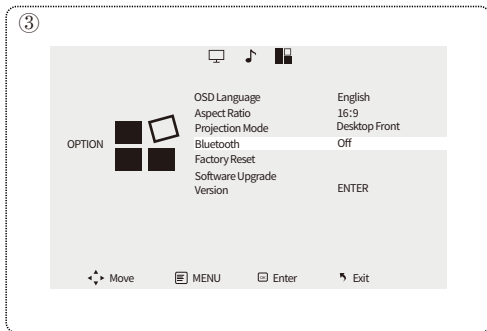 ③
OSD Language English
Aspect Ratio 16:9
Projection Mode Desktop Front
OPTION Bluetooth Off
Factory Reset
Software Upgrade
Version ENTER
Move MENU OK Enter Exit